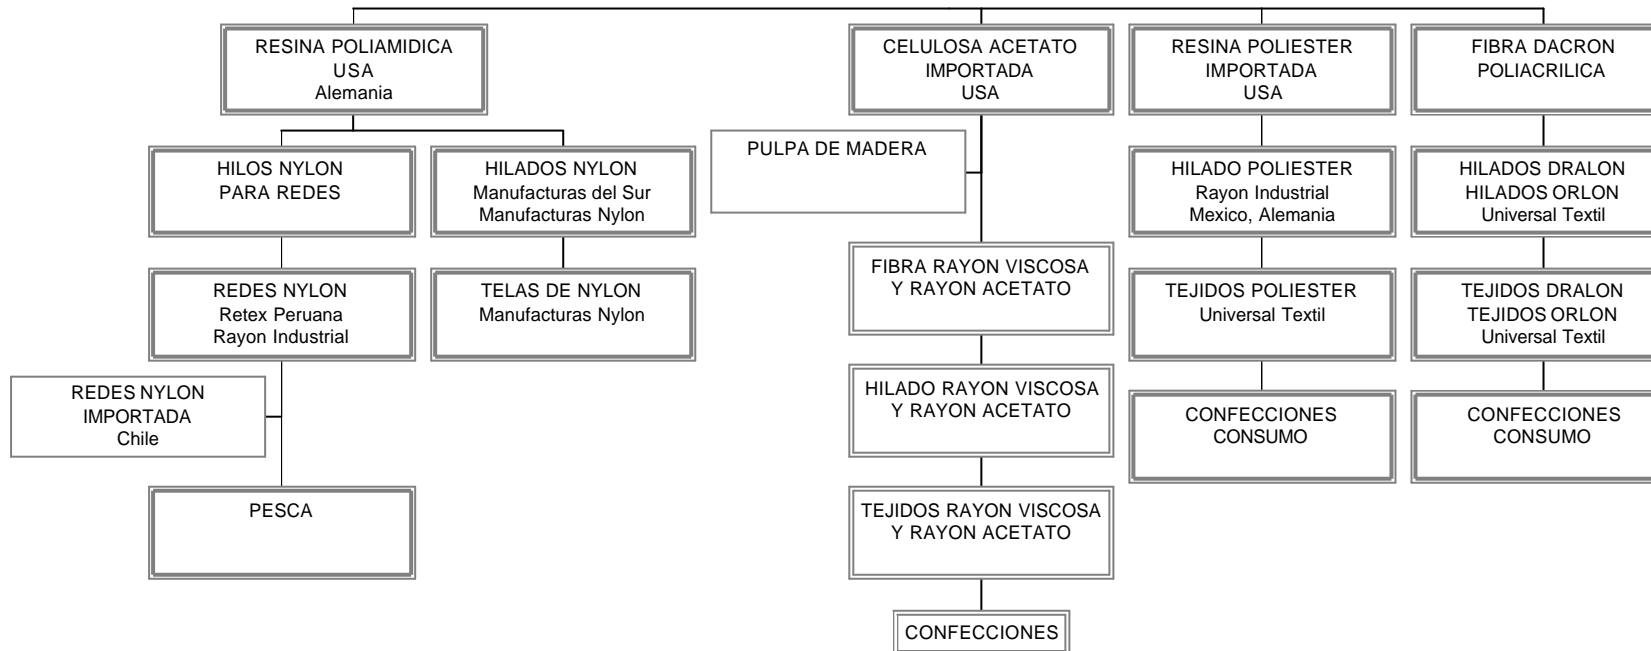 RESINA POLIAMIDICA
USA
Alemania
CELULOSA ACETATO
IMPORTADA
USA
RESINA POLIESTER
IMPORTADA
USA
FIBRA DACRON
POLIACRILICA
HILOS NYLON
PARA REDES
HILADOS NYLON
Manufacturas del Sur
Manufacturas Nylon
PULPA DE MADERA
HILADO POLIESTER
Rayon Industrial
Mexico, Alemania
HILADOS DRALON
HILADOS ORLON
Universal Textil
REDES NYLON
Retex Peruana
Rayon Industrial
TELAS DE NYLON
Manufacturas Nylon
FIBRA RAYON VISCOSA
Y RAYON ACETATO
TEJIDOS POLIESTER
Universal Textil
TEJIDOS DRALON
TEJIDOS ORLON
Universal Textil
REDES NYLON
IMPORTADA
Chile
HILADO RAYON VISCOSA
Y RAYON ACETATO
CONFECCIONES
CONSUMO
CONFECCIONES
CONSUMO
PESCA
TEJIDOS RAYON VISCOSA
Y RAYON ACETATO
CONFECCIONES